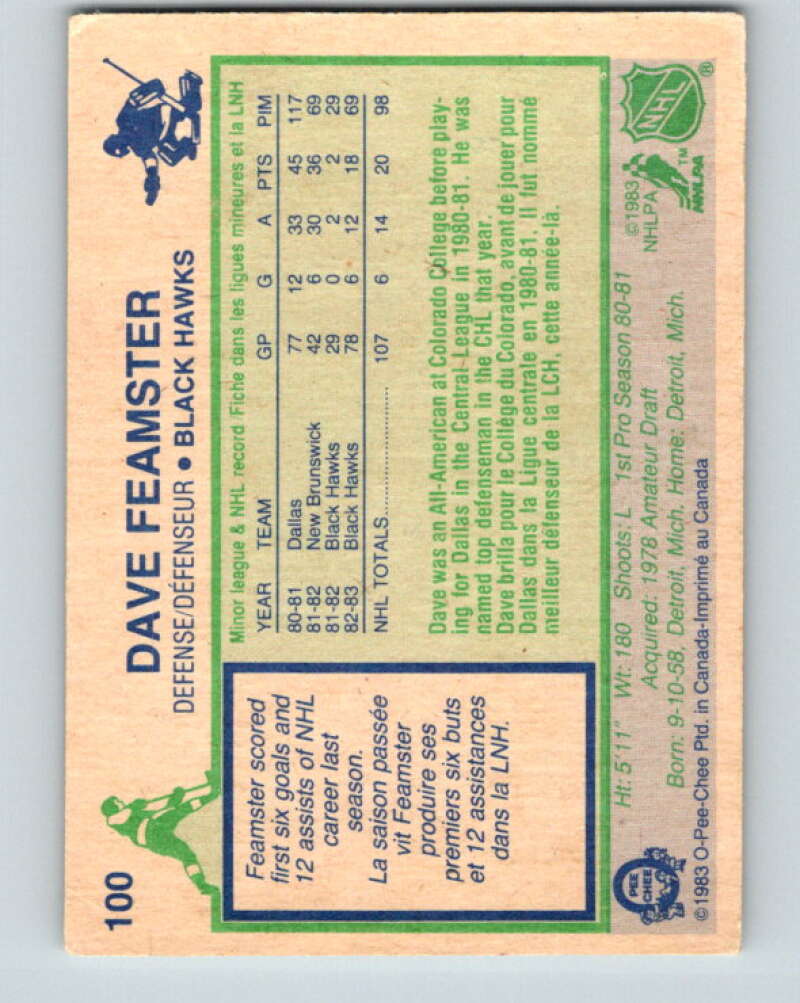 100
DAVE FEAMSTER
DEFENSE/DÉFENSEUR • BLACK HAWKS
Feamster scored
first six goals and
12 assists of NHL
career last
season.
La saison passée
vit Feamster
produire ses
premiers six buts
et 12 assistances
dans la LNH.
Minor league & NHL record/Fiche dans les ligues mineures et la LNH
YEAR TEAM GP G A PTS PIM
80-81 Dallas 77 12 33 45 117
81-82 New Brunswick 42 6 30 36 69
81-82 Black Hawks 29 0 2 2 29
82-83 Black Hawks 78 6 12 18 69
NHL TOTALS 107 6 14 20 98
Dave was an All-American at Colorado College before play-
ing for Dallas in the Central League in 1980-81. He was
named top defenseman in the CHL that year.
Dave brilla pour le Collège du Colorado, avant de jouer pour
Dallas dans la Ligue centrale en 1980-81. Il fut nommé
meilleur défenseur de la LCH, cette année-là.
Ht: 5'11" Wt: 180 Shoots: L 1st Pro Season 80-81
Acquired: 1978 Amateur Draft
Born: 9-10-58, Detroit, Mich. Home: Detroit, Mich.
©1983 O-Pee-Chee Ptd. in Canada-Imprimé au Canada
PEE
CHEE
©1983
NHLPA
NHLPA™
NHL®